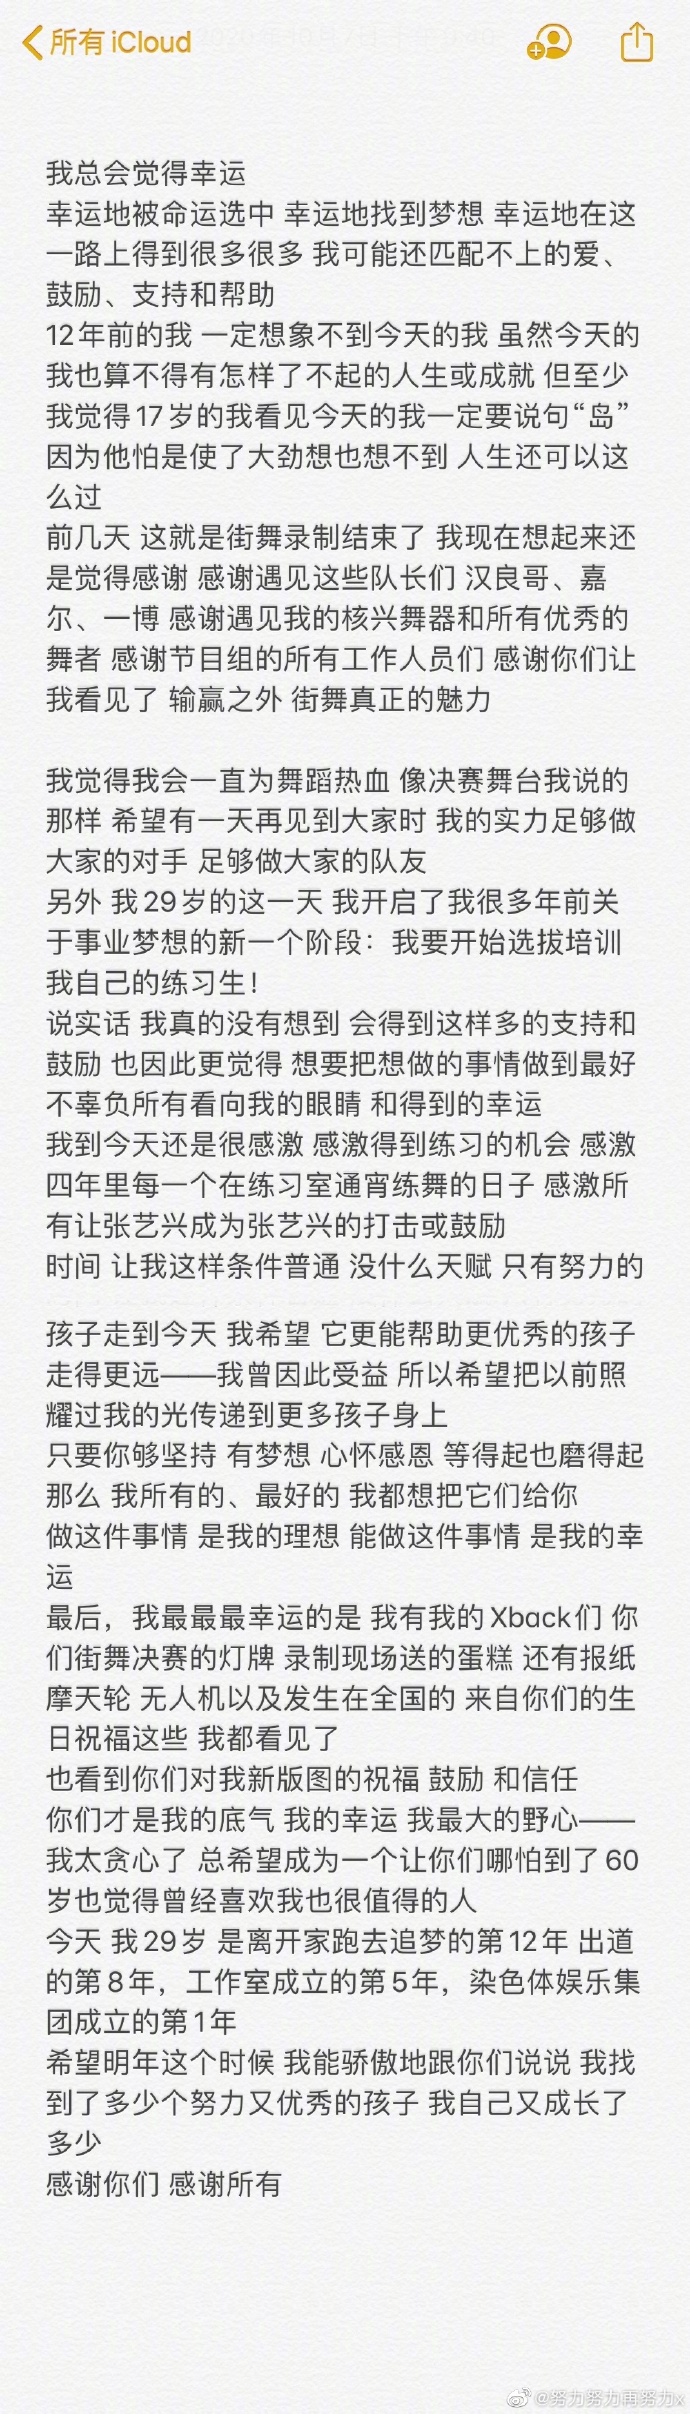 所有 iCloud
我总会觉得幸运
幸运地被命运选中 幸运地找到梦想 幸运地在这
一路上得到很多很多 我可能还匹配不上的爱、
鼓励、支持和帮助
12年前的我 一定想象不到今天的我 虽然今天的
我也算不得有怎样了不起的人生或成就 但至少
我觉得17岁的我看见今天的我一定要说句“岛”
因为他怕是使了大劲想也想不到 人生还可以这
么过
前几天 这就是街舞录制结束了 我现在想起来还
是觉得感谢 感谢遇见这些队长们 汉良哥、嘉
尔、一博 感谢遇见我的核兴舞器和所有优秀的
舞者 感谢节目组的所有工作人员们 感谢你们让
我看见了 输赢之外 街舞真正的魅力
我觉得我会一直为舞蹈热血 像决赛舞台我说的
那样 希望有一天再见到大家时 我的实力足够做
大家的对手 足够做大家的队友
另外 我29岁的这一天 我开启了我很多年前关
于事业梦想的新一个阶段：我要开始选拔培训
我自己的练习生！
说实话 我真的没有想到 会得到这样多的支持和
鼓励 也因此更觉得 想要把想做的事情做到最好
不辜负所有看向我的眼睛 和得到的幸运
我到今天还是很感激 感激得到练习的机会 感激
四年里每一个在练习室通宵练舞的日子 感激所
有让张艺兴成为张艺兴的打击或鼓励
时间 让我这样条件普通 没什么天赋 只有努力的
孩子走到今天 我希望 它更能帮助更优秀的孩子
走得更远——我曾因此受益 所以希望把以前照
耀过我的光传递到更多孩子身上
只要你够坚持 有梦想 心怀感恩 等得起也磨得起
那么 我所有的、最好的 我都想把它们给你
做这件事情 是我的理想 能做这件事情 是我的幸
运
最后，我最最最幸运的是 我有我的Xback们 你
们街舞决赛的灯牌 录制现场送的蛋糕 还有报纸
摩天轮 无人机以及发生在全国的 来自你们的生
日祝福这些 我都看见了
也看到你们对我新版图的祝福 鼓励 和信任
你们才是我的底气 我的幸运 我最大的野心——
我太贪心了 总希望成为一个让你们哪怕到了60
岁也觉得曾经喜欢我也很值得的人
今天 我29岁 是离开家跑去追梦的第12年 出道
的第8年，工作室成立的第5年，染色体娱乐集
团成立的第1年
希望明年这个时候 我能骄傲地跟你们说说 我找
到了多少个努力又优秀的孩子 我自己又成长了
多少
感谢你们 感谢所有
@努力努力再努力x